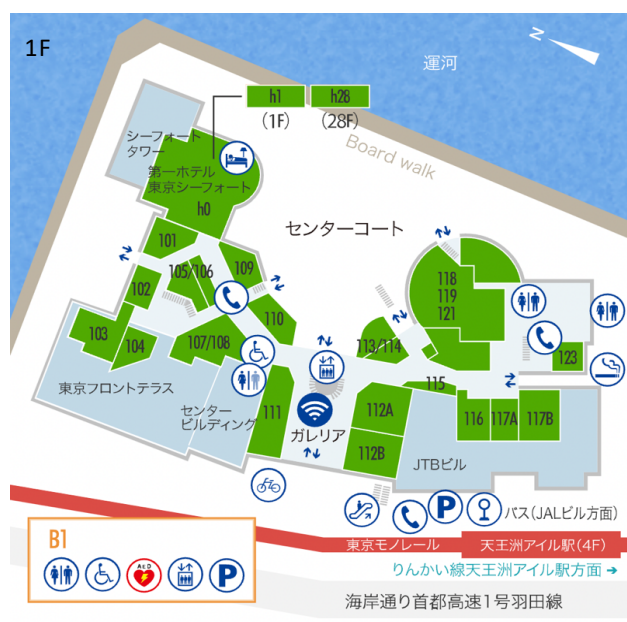 1F
N
運河
h1
h28
(1F)
(28F)
Board walk
シーフォート
タワー
第一ホテル
東京シーフォート
h0
センターコート
101
102
105/106
109
103
104
107/108
110
118
119
121
113/114
123
115
111
112A
112B
116
117A
117B
東京フロントテラス
センター
ビルディング
ガレリア
JTBビル
P
バス(JALビル方面)
東京モノレール
天王洲アイル駅(4F)
りんかい線天王洲アイル駅方面 →
海岸通り首都高速1号羽田線
B1
AED
P